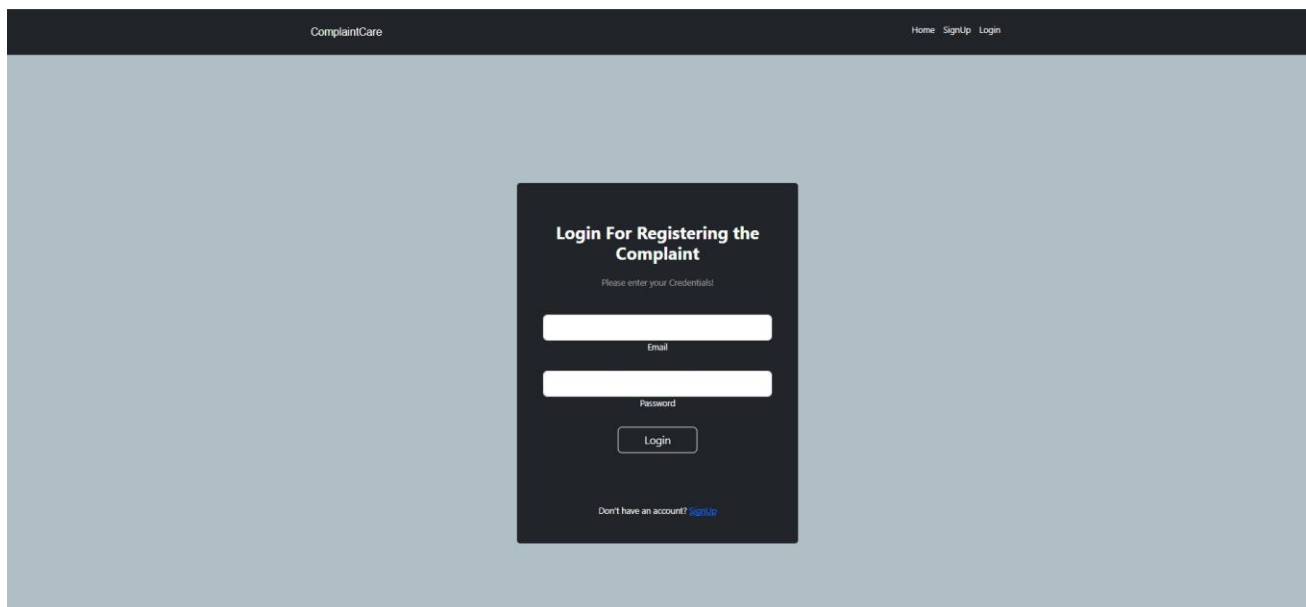 ComplaintCare
Home SignUp Login
Login For Registering the
Complaint
Please enter your Credentials!
Email
Password
Login
Don't have an account? SignUp